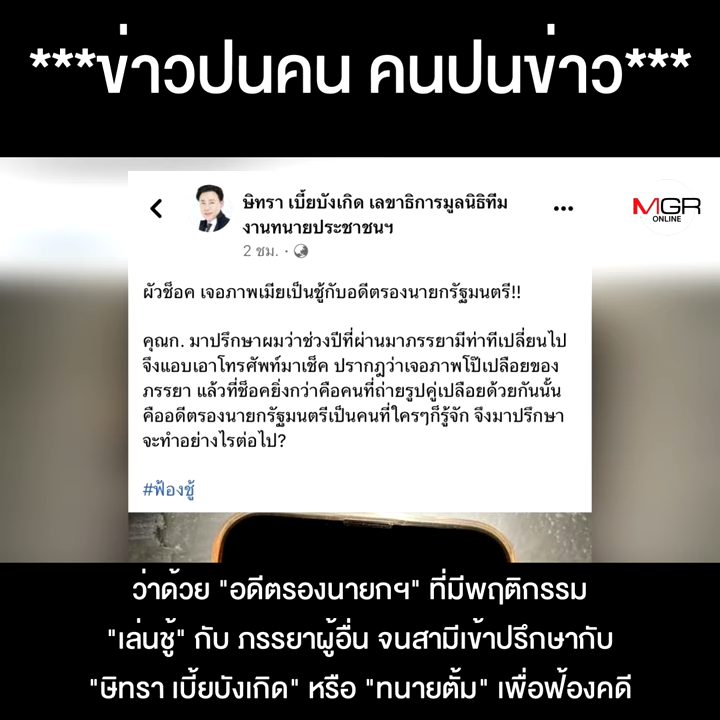 ***ข่าวปนคน คนปนข่าว***
ษิทรา เบี้ยบังเกิด เลขาธิการมูลนิธิทีม
งานทนายประชาชนฯ
2 ชม. ·
MGR
ONLINE
ผัวช็อค เจอภาพเมียเป็นชู้กับอดีตรองนายกรัฐมนตรี!!
คุณก. มาปรึกษาผมว่าช่วงปีที่ผ่านมาภรรยามีท่าทีเปลี่ยนไป
จึงแอบเอาโทรศัพท์มาเช็ค ปรากฎว่าเจอภาพโป๊เปลือยของ
ภรรยา แล้วที่ช็อคยิ่งกว่าคือคนที่ถ่ายรูปคู่เปลือยด้วยกันนั้น
คืออดีตรองนายกรัฐมนตรีเป็นคนที่ใครๆก็รู้จัก จึงมาปรึกษา
จะทำอย่างไรต่อไป?
#ฟ้องชู้
ว่าด้วย "อดีตรองนายกฯ" ที่มีพฤติกรรม
"เล่นชู้" กับ ภรรยาผู้อื่น จนสามีเข้าปรึกษากับ
"ษิทรา เบี้ยบังเกิด" หรือ "ทนายตั้ม" เพื่อฟ้องคดี